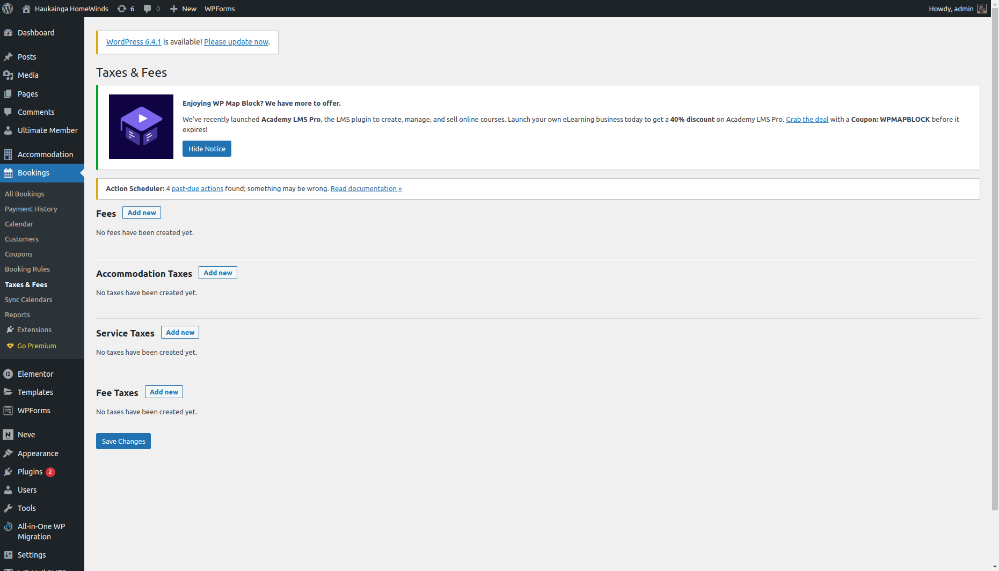 Haukainga HomeWinds 6 0 New WPForms Howdy, admin
Dashboard
Posts
Media
Pages
Comments
Ultimate Member
Accommodation
Bookings
All Bookings
Payment History
Calendar
Customers
Coupons
Booking Rules
Taxes & Fees
Sync Calendars
Reports
Extensions
Go Premium
Elementor
Templates
WPForms
Neve
Appearance
Plugins 2
Users
Tools
All-in-One WP
Migration
Settings
WordPress 6.4.1 is available! Please update now.
Taxes & Fees
Enjoying WP Map Block? We have more to offer.
We've recently launched Academy LMS Pro, the LMS plugin to create, manage, and sell online courses. Launch your own eLearning business today to get a 40% discount on Academy LMS Pro. Grab the deal with a Coupon: WPMAPBLOCK before it
expires!
Hide Notice
Action Scheduler: 4 past-due actions found; something may be wrong. Read documentation »
Fees Add new
No fees have been created yet.
Accommodation Taxes Add new
No taxes have been created yet.
Service Taxes Add new
No taxes have been created yet.
Fee Taxes Add new
No taxes have been created yet.
Save Changes